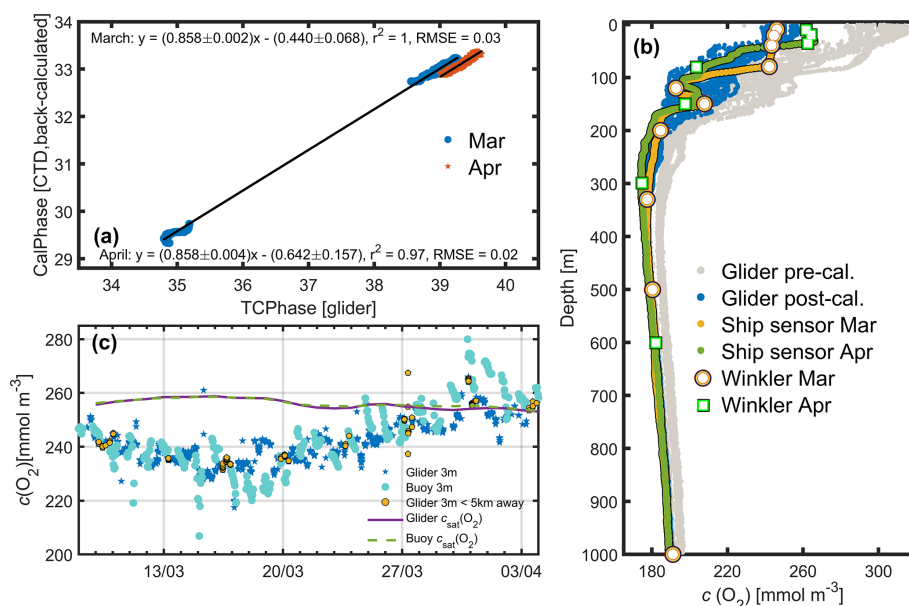 March: y = (0.858±0.002)x - (0.440±0.068), r² = 1, RMSE = 0.03
34
33
32
31
30
29
CalPhase [CTD,back-calculated]
Mar
Apr
(a)
April: y = (0.858±0.004)x - (0.642±0.157), r² = 0.97, RMSE = 0.02
34 35 36 37 38 39 40
TCPhase [glider]
(b)
0
100
200
300
400
500
600
700
800
900
1000
Depth [m]
Glider pre-cal.
Glider post-cal.
Ship sensor Mar
Ship sensor Apr
Winkler Mar
Winkler Apr
180 220 260 300
c (O₂) [mmol m⁻³]
(c)
280
260
240
220
200
c(O₂)[mmol m⁻³]
Glider 3m
Buoy 3m
Glider 3m < 5km away
Glider c_sat(O₂)
Buoy c_sat(O₂)
13/03 20/03 27/03 03/04